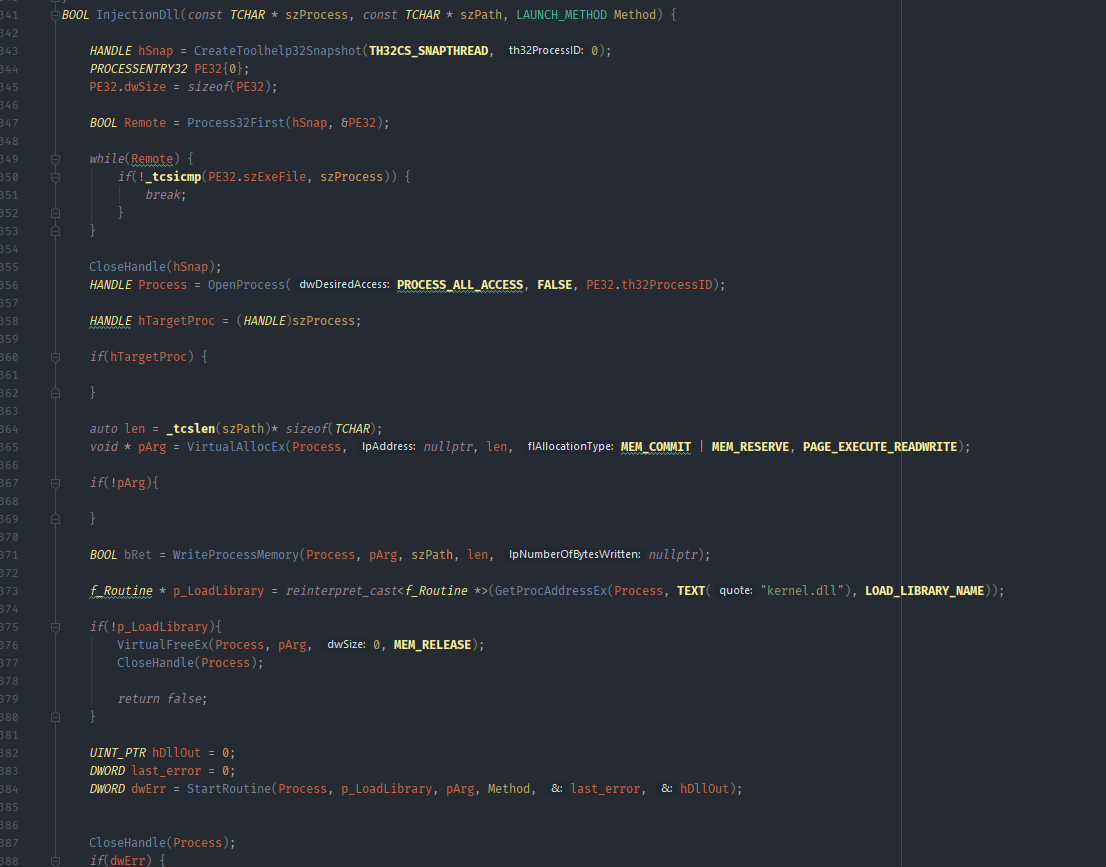 341 BOOL InjectionDll(const TCHAR * szProcess, const TCHAR * szPath, LAUNCH_METHOD Method) {
342
343 HANDLE hSnap = CreateToolhelp32Snapshot(TH32CS_SNAPTHREAD, th32ProcessID: 0);
344 PROCESSENTRY32 PE32{0};
345 PE32.dwSize = sizeof(PE32);
346
347 BOOL Remote = Process32First(hSnap, &PE32);
348
349 while(Remote) {
350 if(!_tcsicmp(PE32.szExeFile, szProcess)) {
351 break;
352 }
353 }
354
355 CloseHandle(hSnap);
356 HANDLE Process = OpenProcess( dwDesiredAccess: PROCESS_ALL_ACCESS, FALSE, PE32.th32ProcessID);
357
358 HANDLE hTargetProc = (HANDLE)szProcess;
359
360 if(hTargetProc) {
361
362 }
363
364 auto len = _tcslen(szPath)* sizeof(TCHAR);
365 void * pArg = VirtualAllocEx(Process, lpAddress: nullptr, len, flAllocationType: MEM_COMMIT | MEM_RESERVE, PAGE_EXECUTE_READWRITE);
366
367 if(!pArg){
368
369 }
370
371 BOOL bRet = WriteProcessMemory(Process, pArg, szPath, len, lpNumberOfBytesWritten: nullptr);
372
373 f_Routine * p_LoadLibrary = reinterpret_cast<f_Routine *>(GetProcAddressEx(Process, TEXT( quote: "kernel.dll"), LOAD_LIBRARY_NAME));
374
375 if(!p_LoadLibrary){
376 VirtualFreeEx(Process, pArg, dwSize: 0, MEM_RELEASE);
377 CloseHandle(Process);
378
379 return false;
380 }
381
382 UINT_PTR hDllOut = 0;
383 DWORD last_error = 0;
384 DWORD dwErr = StartRoutine(Process, p_LoadLibrary, pArg, Method, &: last_error, &: hDllOut);
385
386
387 CloseHandle(Process);
388 if(dwErr) {